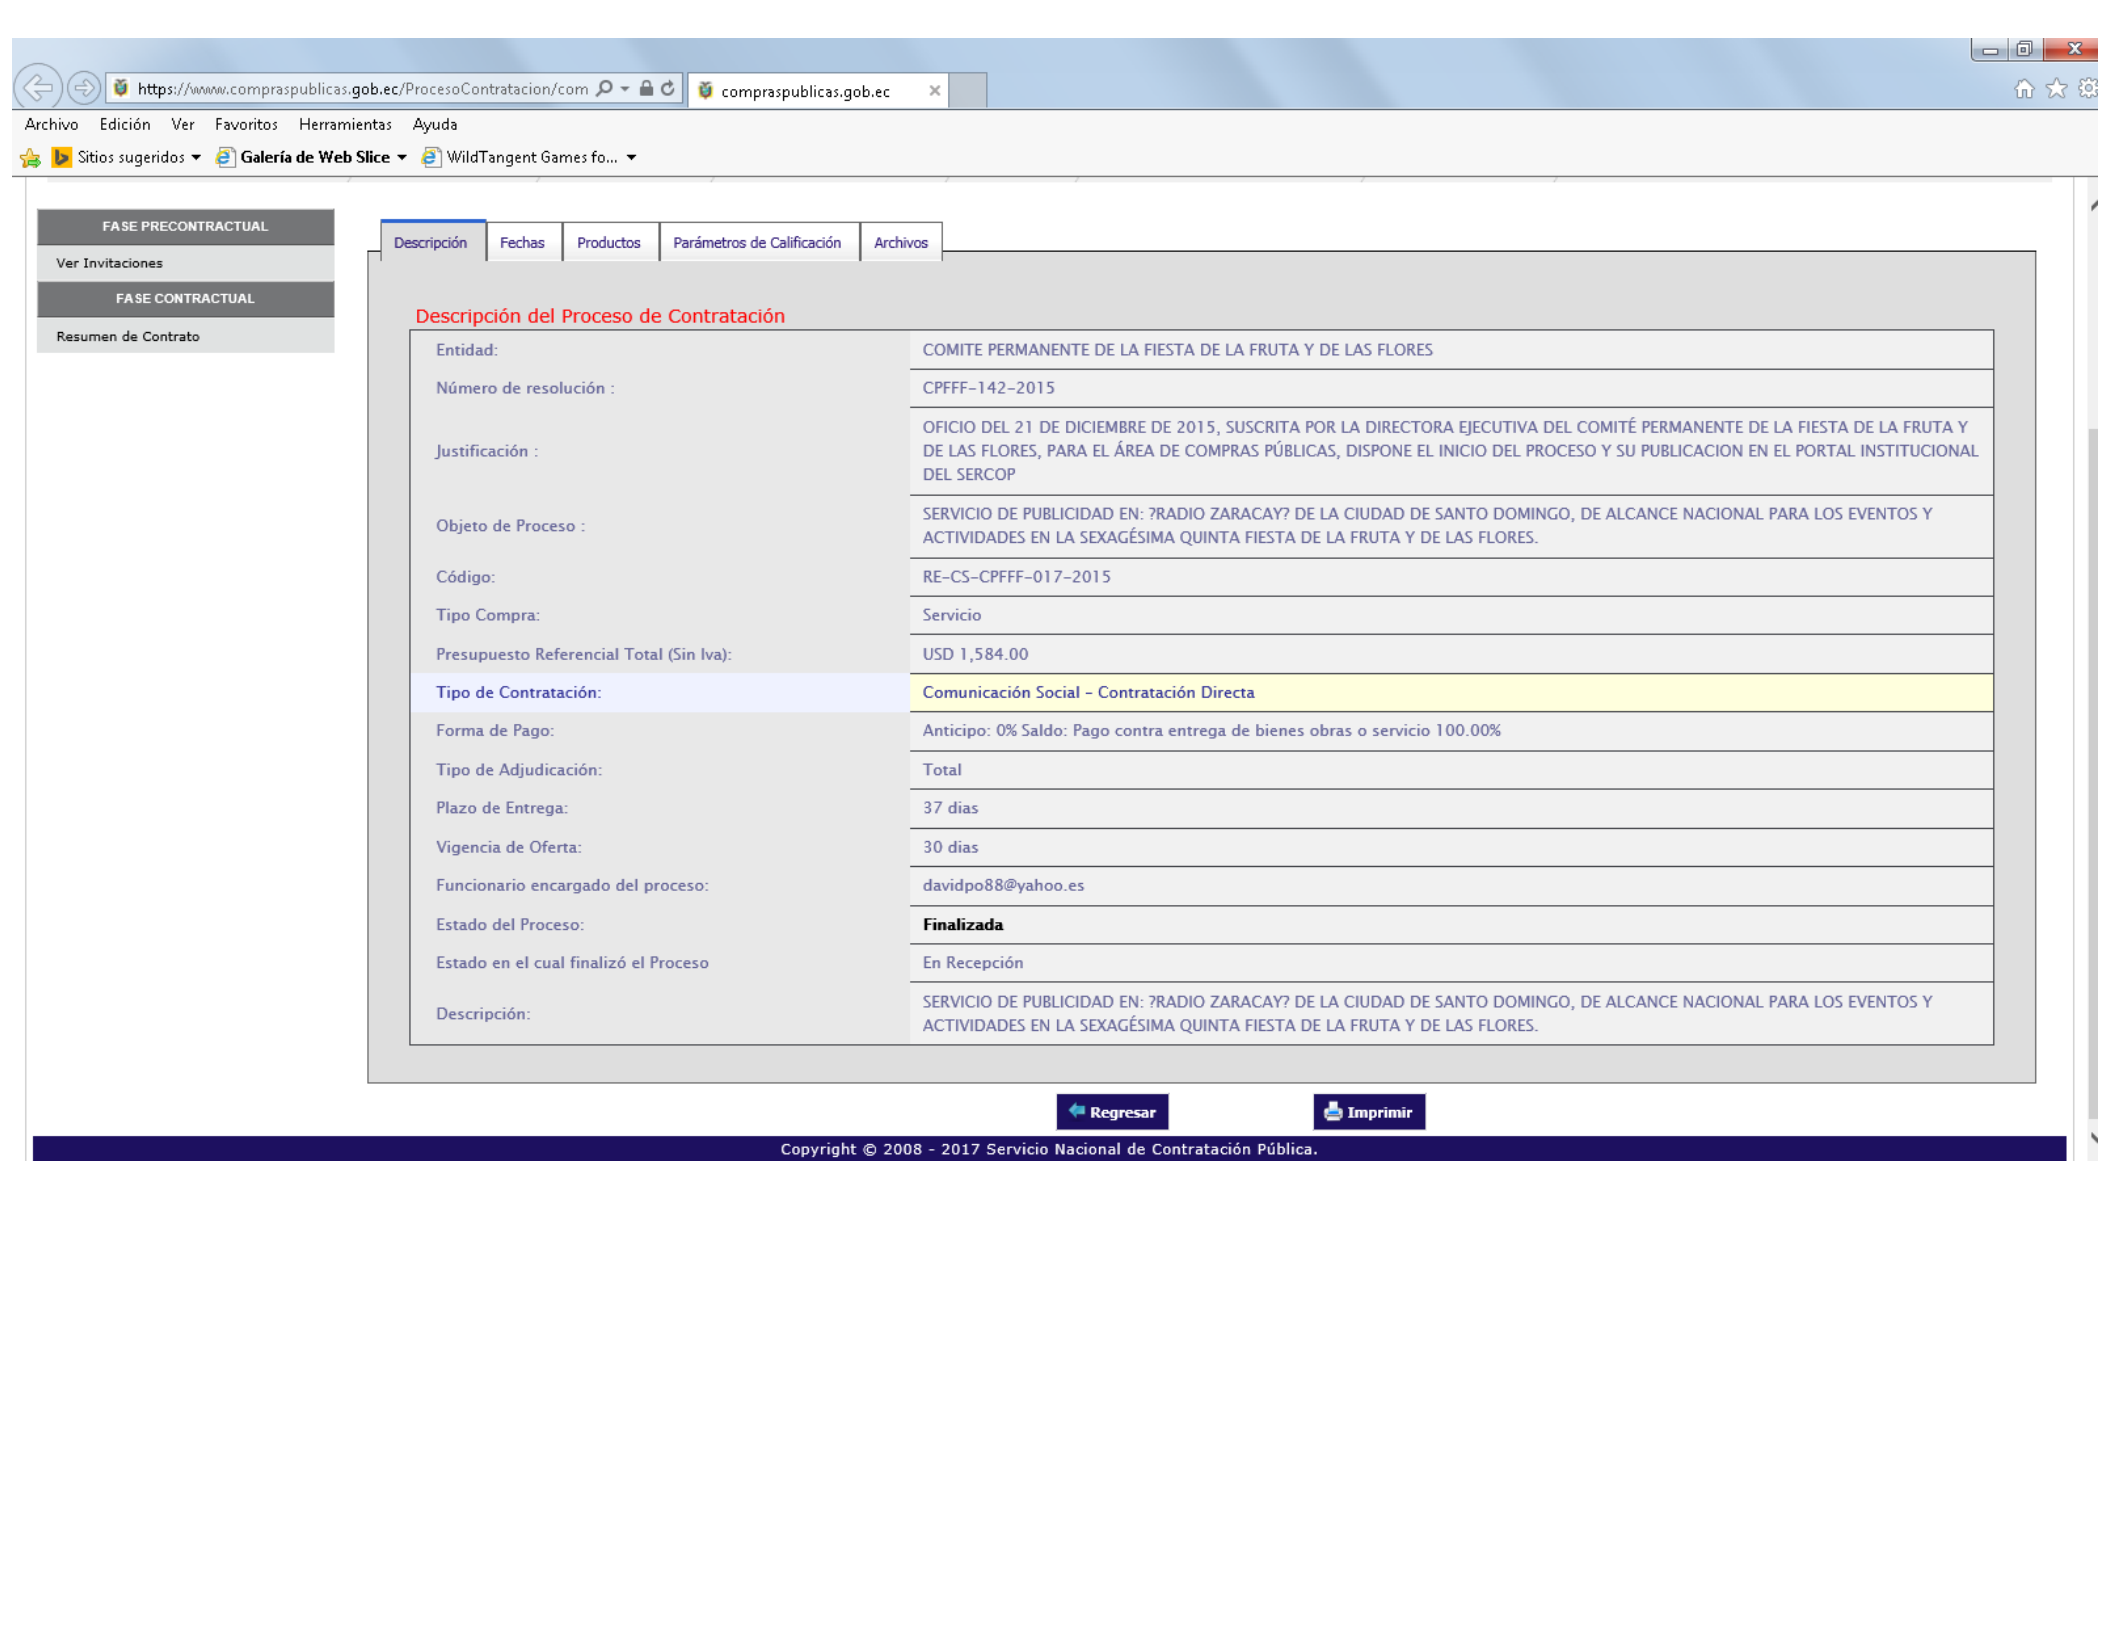 https://www.compraspublicas.gob.ec/ProcesoContratacion/com
compraspublicas.gob.ec
Archivo Edición Ver Favoritos Herramientas Ayuda
Sitios sugeridos Galería de Web Slice WildTangent Games fo...
FASE PRECONTRACTUAL
Ver Invitaciones
FASE CONTRACTUAL
Resumen de Contrato
Descripción Fechas Productos Parámetros de Calificación Archivos
Descripción del Proceso de Contratación
Entidad: COMITE PERMANENTE DE LA FIESTA DE LA FRUTA Y DE LAS FLORES
Número de resolución : CPFFF-142-2015
Justificación : OFICIO DEL 21 DE DICIEMBRE DE 2015, SUSCRITA POR LA DIRECTORA EJECUTIVA DEL COMITÉ PERMANENTE DE LA FIESTA DE LA FRUTA Y
DE LAS FLORES, PARA EL ÁREA DE COMPRAS PÚBLICAS, DISPONE EL INICIO DEL PROCESO Y SU PUBLICACION EN EL PORTAL INSTITUCIONAL
DEL SERCOP
Objeto de Proceso : SERVICIO DE PUBLICIDAD EN: ?RADIO ZARACAY? DE LA CIUDAD DE SANTO DOMINGO, DE ALCANCE NACIONAL PARA LOS EVENTOS Y
ACTIVIDADES EN LA SEXAGÉSIMA QUINTA FIESTA DE LA FRUTA Y DE LAS FLORES.
Código: RE-CS-CPFFF-017-2015
Tipo Compra: Servicio
Presupuesto Referencial Total (Sin Iva): USD 1,584.00
Tipo de Contratación: Comunicación Social - Contratación Directa
Forma de Pago: Anticipo: 0% Saldo: Pago contra entrega de bienes obras o servicio 100.00%
Tipo de Adjudicación: Total
Plazo de Entrega: 37 dias
Vigencia de Oferta: 30 dias
Funcionario encargado del proceso: davidpo88@yahoo.es
Estado del Proceso: Finalizada
Estado en el cual finalizó el Proceso En Recepción
Descripción: SERVICIO DE PUBLICIDAD EN: ?RADIO ZARACAY? DE LA CIUDAD DE SANTO DOMINGO, DE ALCANCE NACIONAL PARA LOS EVENTOS Y
ACTIVIDADES EN LA SEXAGÉSIMA QUINTA FIESTA DE LA FRUTA Y DE LAS FLORES.
Regresar Imprimir
Copyright © 2008 - 2017 Servicio Nacional de Contratación Pública.